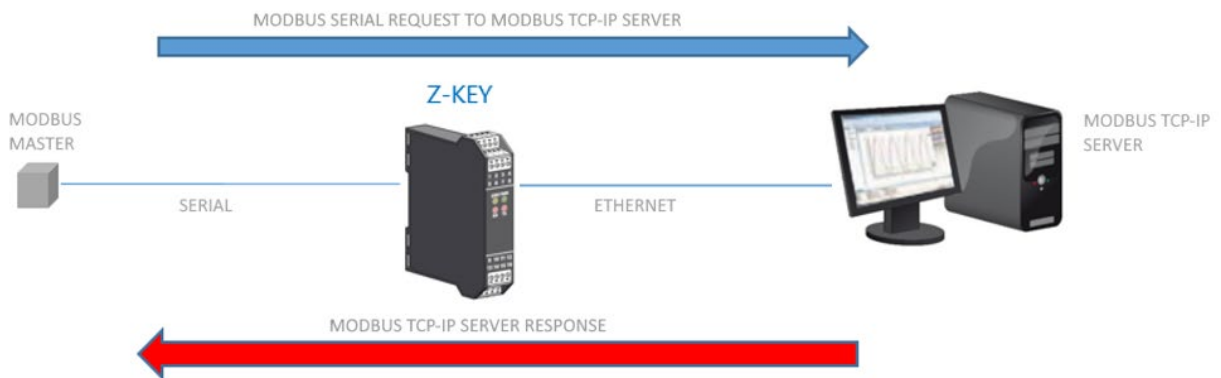 MODBUS SERIAL REQUEST TO MODBUS TCP-IP SERVER
Z-KEY
MODBUS
MASTER
SERIAL
ETHERNET
MODBUS TCP-IP
SERVER
MODBUS TCP-IP SERVER RESPONSE